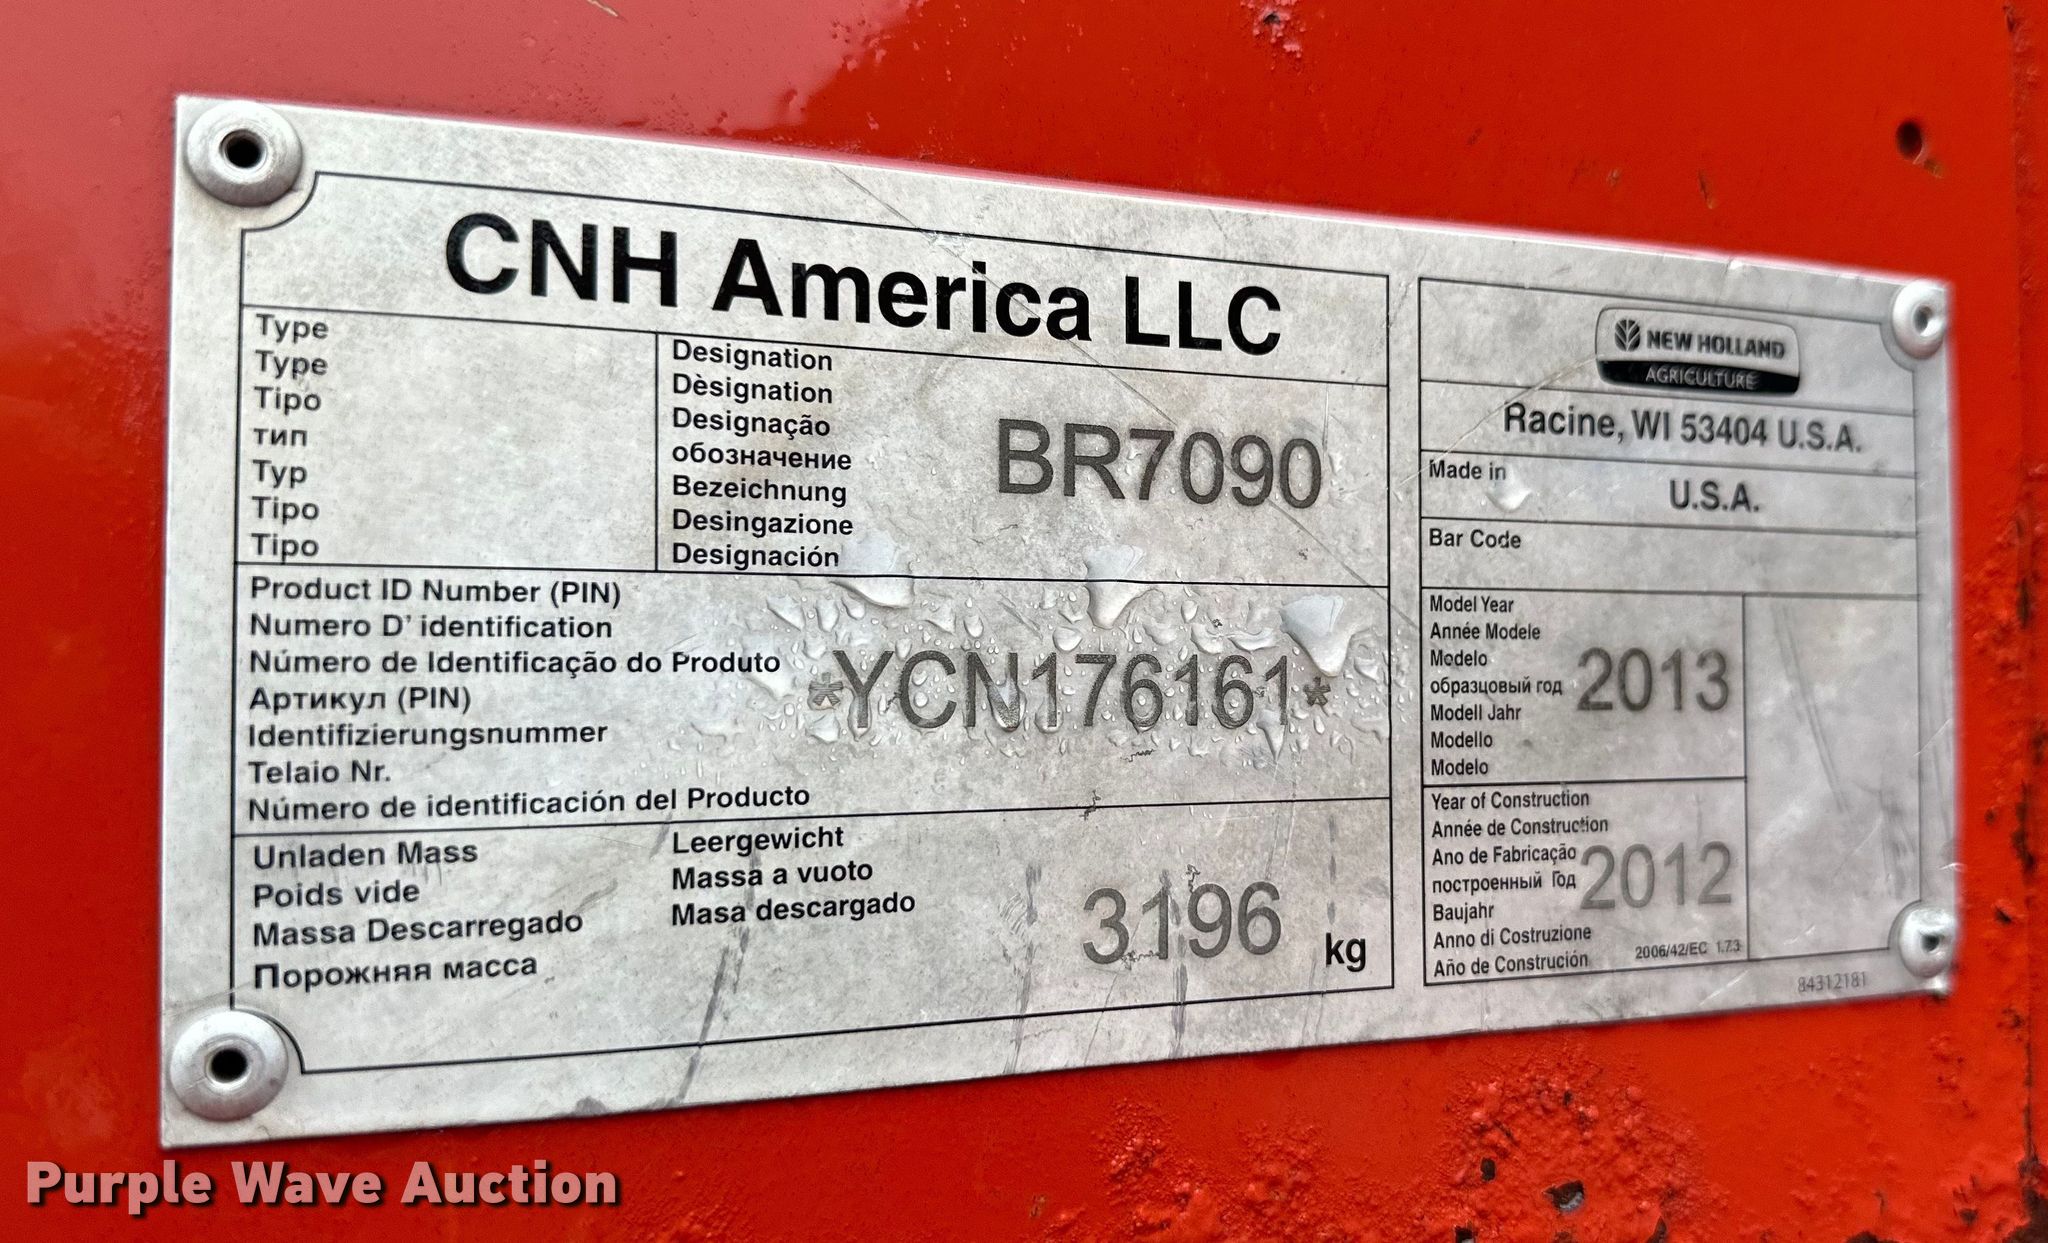 CNH America LLC
Type
Type
Tipo
тип
Typ
Tipo
Tipo
Designation
Dèsignation
Designação
обозначение
Bezeichnung
Desingazione
Designación
BR7090
Product ID Number (PIN)
Numero D' identification
Número de Identificação do Produto
Артикул (PIN)
Identifizierungsnummer
Telaio Nr.
Número de identificación del Producto
*YCN176161*
Unladen Mass
Poids vide
Massa Descarregado
Порожняя масса
Leergewicht
Massa a vuoto
Masa descargado
3196 kg
NEW HOLLAND
AGRICULTURE
Racine, WI 53404 U.S.A.
Made in
U.S.A.
Bar Code
Model Year
Année Modele
Modelo
образцовый год
Modell Jahr
Modello
Modelo
2013
Year of Construction
Année de Construction
Ano de Fabricação
построенный Год
Baujahr
Anno di Costruzione
Año de Construción
2012
2006/42/EC 1.7.3
84312181
Purple Wave Auction